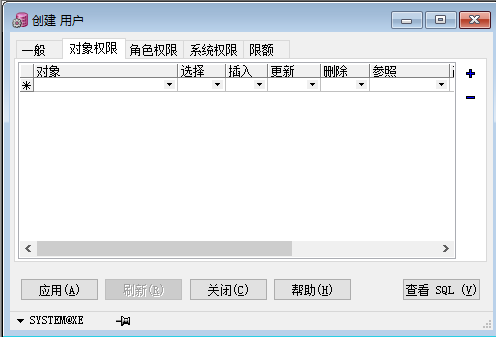 创建 用户
一般 对象权限 角色权限 系统权限 限额
对象 选择 插入 更新 删除 参照
应用(A) 刷新(R) 关闭(C) 帮助(H) 查看 SQL (V)
SYSTEM@XE